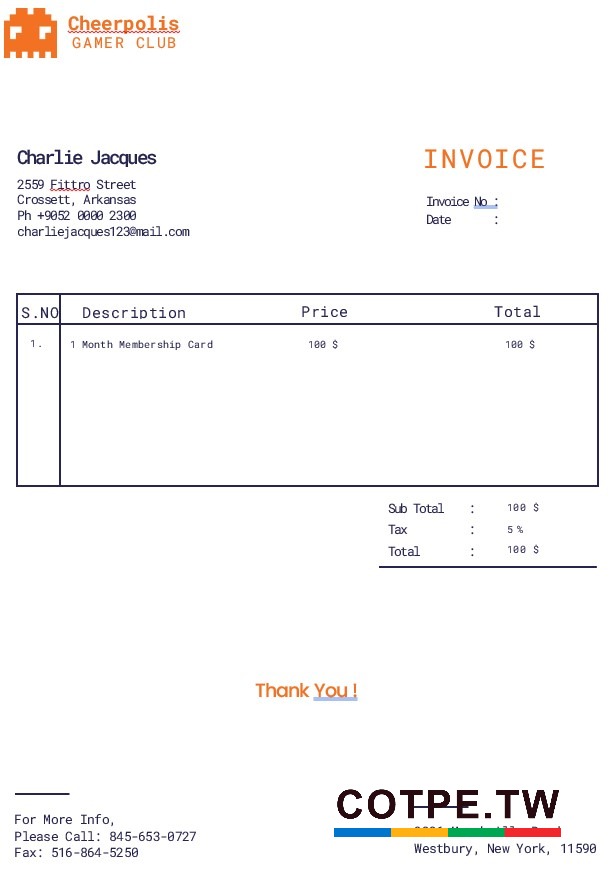 Cheerpolis
GAMER CLUB
Charlie Jacques
2559 Fittro Street
Crossett, Arkansas
Ph +9052 0000 2300
charliejacques123@mail.com
INVOICE
Invoice No :
Date :
S.NO Description Price Total
1. 1 Month Membership Card 100 $ 100 $
Sub Total : 100 $
Tax : 5 %
Total : 100 $
Thank You !
For More Info,
Please Call: 845-653-0727
Fax: 516-864-5250
COTPE.TW
Westbury, New York, 11590